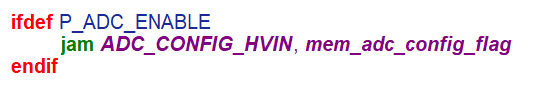 ifdef P_ADC_ENABLE
jam ADC_CONFIG_HVIN, mem_adc_config_flag
endif